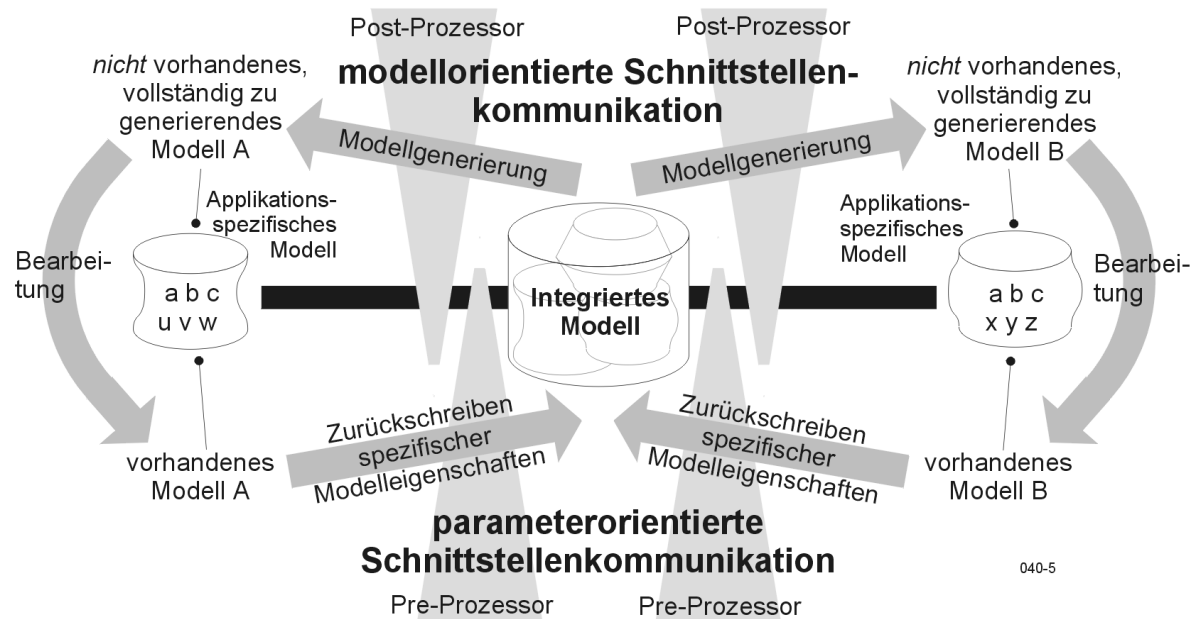 Post-Prozessor
Post-Prozessor
nicht vorhandenes,
vollständig zu
generierendes
Modell A
modellorientierte Schnittstellen-
kommunikation
nicht vorhandenes,
vollständig zu
generierendes
Modell B
Modellgenerierung
Modellgenerierung
Applikations-
spezifisches
Modell
Applikations-
spezifisches
Modell
Bearbei-
tung
a b c
u v w
Integriertes
Modell
a b c
x y z
Bearbei-
tung
Zurückschreiben
spezifischer
Modelleigenschaften
Zurückschreiben
spezifischer
Modelleigenschaften
vorhandenes
Modell A
vorhandenes
Modell B
parameterorientierte
Schnittstellenkommunikation
040-5
Pre-Prozessor
Pre-Prozessor